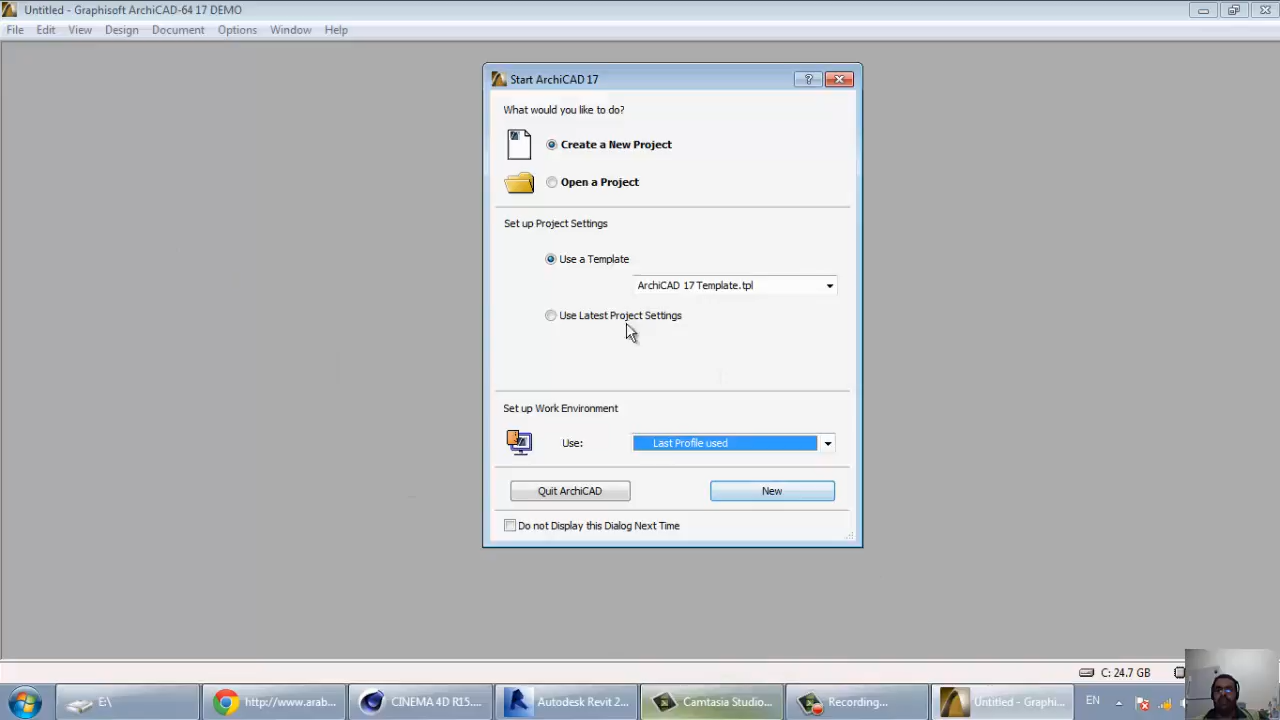 Untitled - Graphisoft ArchiCAD-64 17 DEMO
File Edit View Design Document Options Window Help
Start ArchiCAD 17
What would you like to do?
Create a New Project
Open a Project
Set up Project Settings
Use a Template
ArchiCAD 17 Template.tpl
Use Latest Project Settings
Set up Work Environment
Use: Last Profile used
Quit ArchiCAD New
Do not Display this Dialog Next Time
C: 24.7 GB
E:\ http://www.arab... CINEMA 4D R15.... Autodesk Revit 2... Camtasia Studio... Recording... Untitled - Graphi... EN